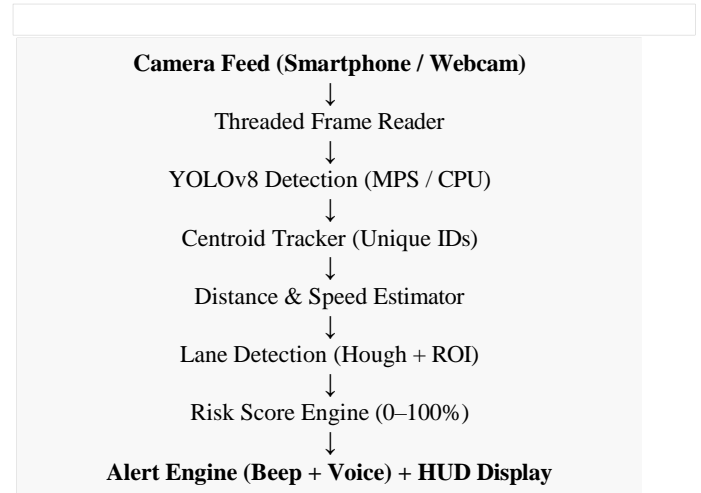 Camera Feed (Smartphone / Webcam)
↓
Threaded Frame Reader
↓
YOLOv8 Detection (MPS / CPU)
↓
Centroid Tracker (Unique IDs)
↓
Distance & Speed Estimator
↓
Lane Detection (Hough + ROI)
↓
Risk Score Engine (0–100%)
↓
Alert Engine (Beep + Voice) + HUD Display